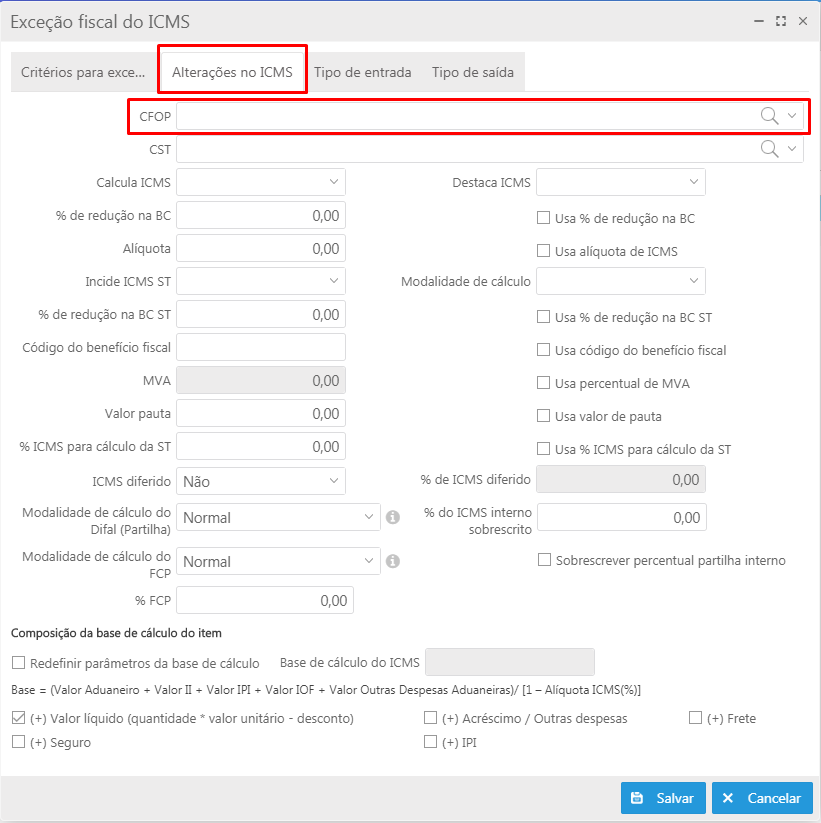 Exceção fiscal do ICMS
Critérios para exce... Alterações no ICMS Tipo de entrada Tipo de saída
CFOP
CST
Calcula ICMS Destaca ICMS
% de redução na BC 0,00 Usa % de redução na BC
Alíquota 0,00 Usa alíquota de ICMS
Incide ICMS ST Modalidade de cálculo
% de redução na BC ST 0,00 Usa % de redução na BC ST
Código do benefício fiscal Usa código do benefício fiscal
MVA 0,00 Usa percentual de MVA
Valor pauta 0,00 Usa valor de pauta
% ICMS para cálculo da ST 0,00 Usa % ICMS para cálculo da ST
ICMS diferido Não % de ICMS diferido 0,00
Modalidade de cálculo do
Difal (Partilha) Normal % do ICMS interno
sobrescrito 0,00
Modalidade de cálculo do
FCP Normal Sobrescrever percentual partilha interno
% FCP 0,00
Composição da base de cálculo do item
Redefinir parâmetros da base de cálculo Base de cálculo do ICMS
Base = (Valor Aduaneiro + Valor II + Valor IPI + Valor IOF + Valor Outras Despesas Aduaneiras)/ [1 – Alíquota ICMS(%)]
(+) Valor líquido (quantidade * valor unitário - desconto) (+) Acréscimo / Outras despesas (+) Frete
(+) Seguro (+) IPI
Salvar Cancelar